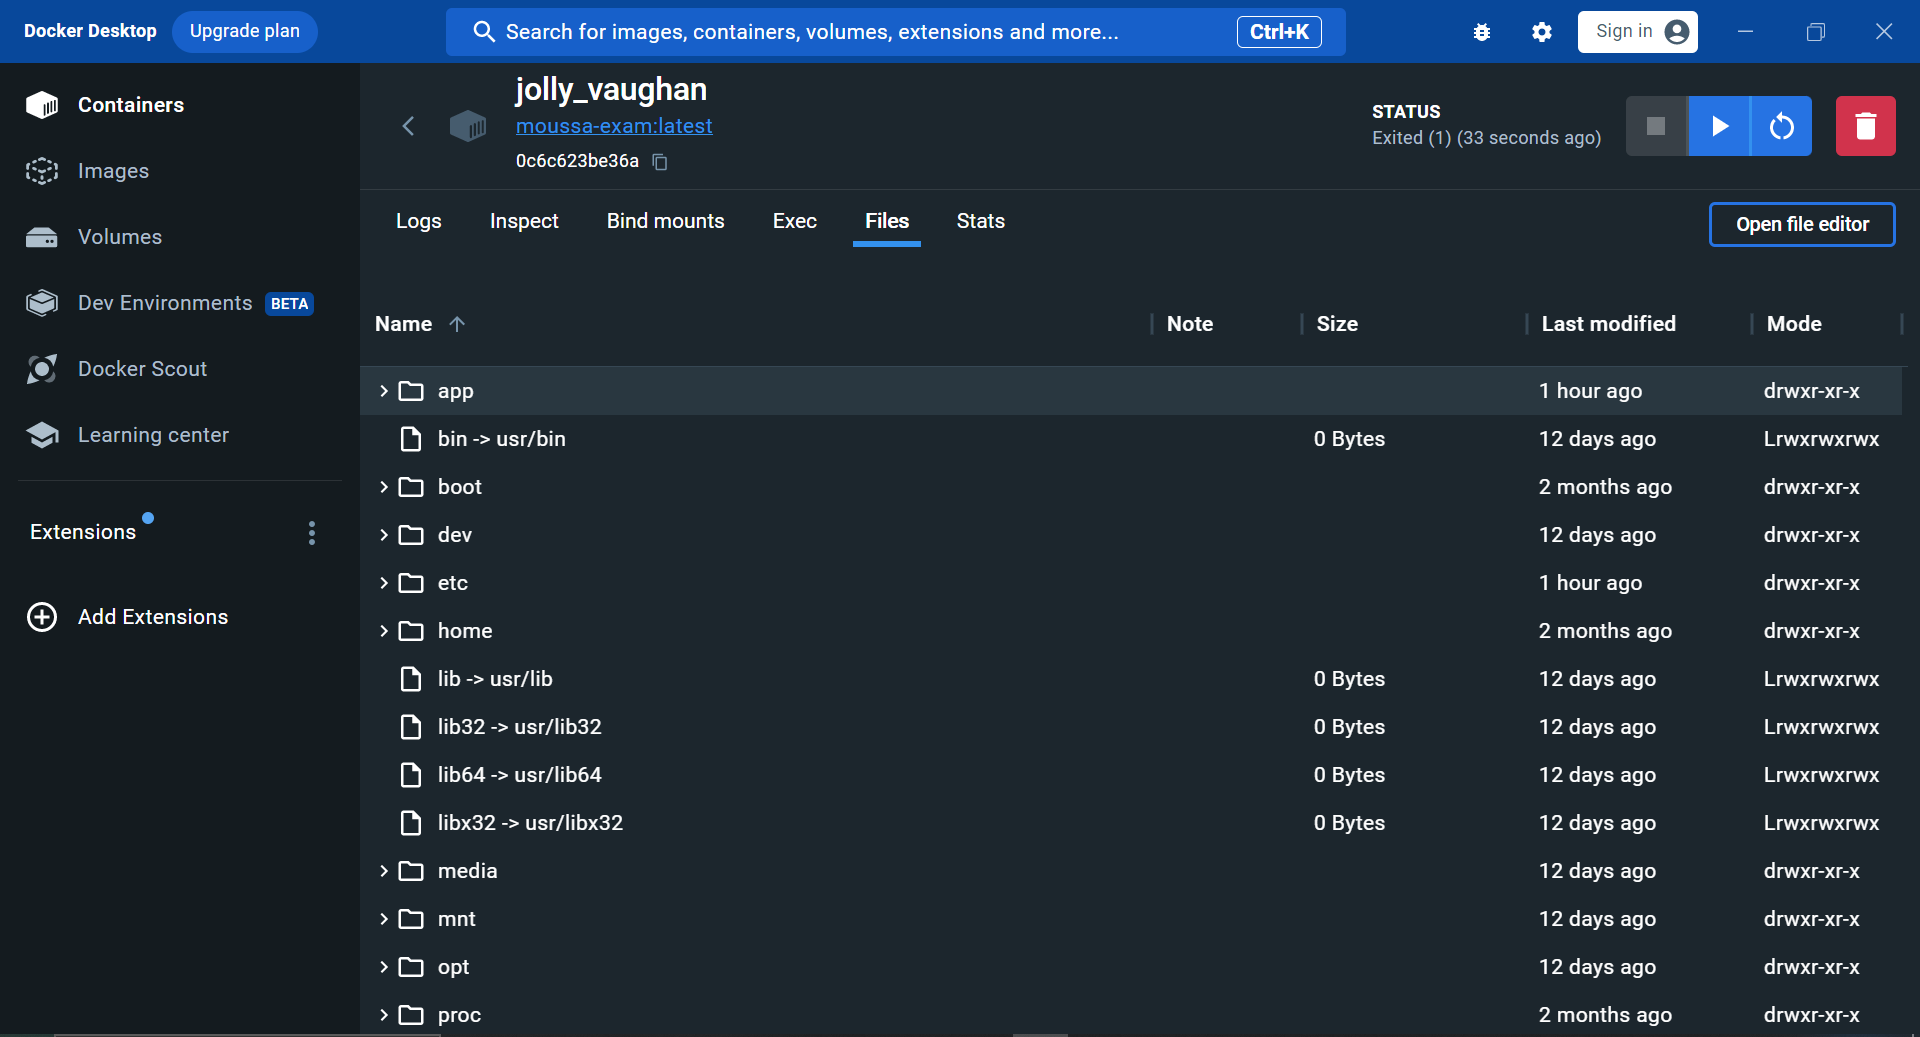 Docker Desktop Upgrade plan Search for images, containers, volumes, extensions and more... Ctrl+K Sign in
Containers
Images
Volumes
Dev Environments BETA
Docker Scout
Learning center
Extensions
Add Extensions
jolly_vaughan
moussa-exam:latest
0c6c623be36a
STATUS
Exited (1) (33 seconds ago)
Logs Inspect Bind mounts Exec Files Stats Open file editor
Name Note Size Last modified Mode
app 1 hour ago drwxr-xr-x
bin -> usr/bin 0 Bytes 12 days ago Lrwxrwxrwx
boot 2 months ago drwxr-xr-x
dev 12 days ago drwxr-xr-x
etc 1 hour ago drwxr-xr-x
home 2 months ago drwxr-xr-x
lib -> usr/lib 0 Bytes 12 days ago Lrwxrwxrwx
lib32 -> usr/lib32 0 Bytes 12 days ago Lrwxrwxrwx
lib64 -> usr/lib64 0 Bytes 12 days ago Lrwxrwxrwx
libx32 -> usr/libx32 0 Bytes 12 days ago Lrwxrwxrwx
media 12 days ago drwxr-xr-x
mnt 12 days ago drwxr-xr-x
opt 12 days ago drwxr-xr-x
proc 2 months ago drwxr-xr-x